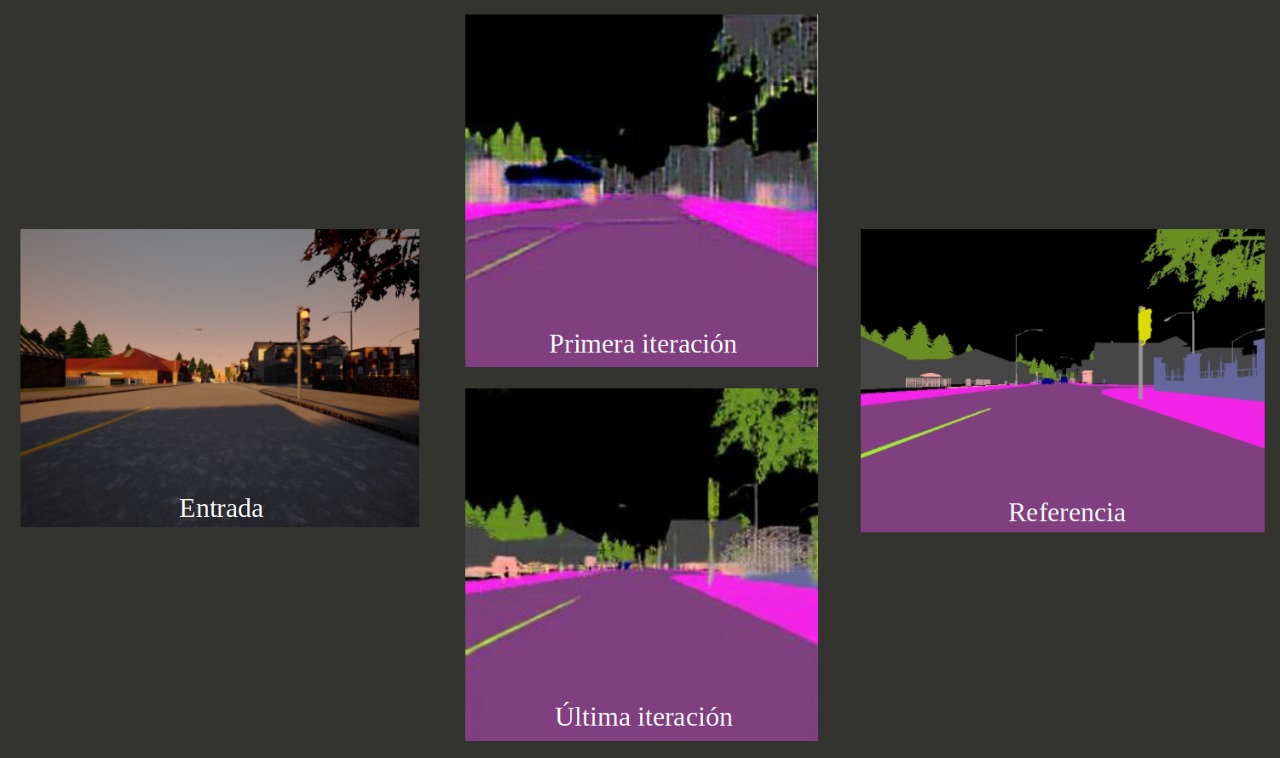 Primera iteración
Entrada
Referencia
Última iteración